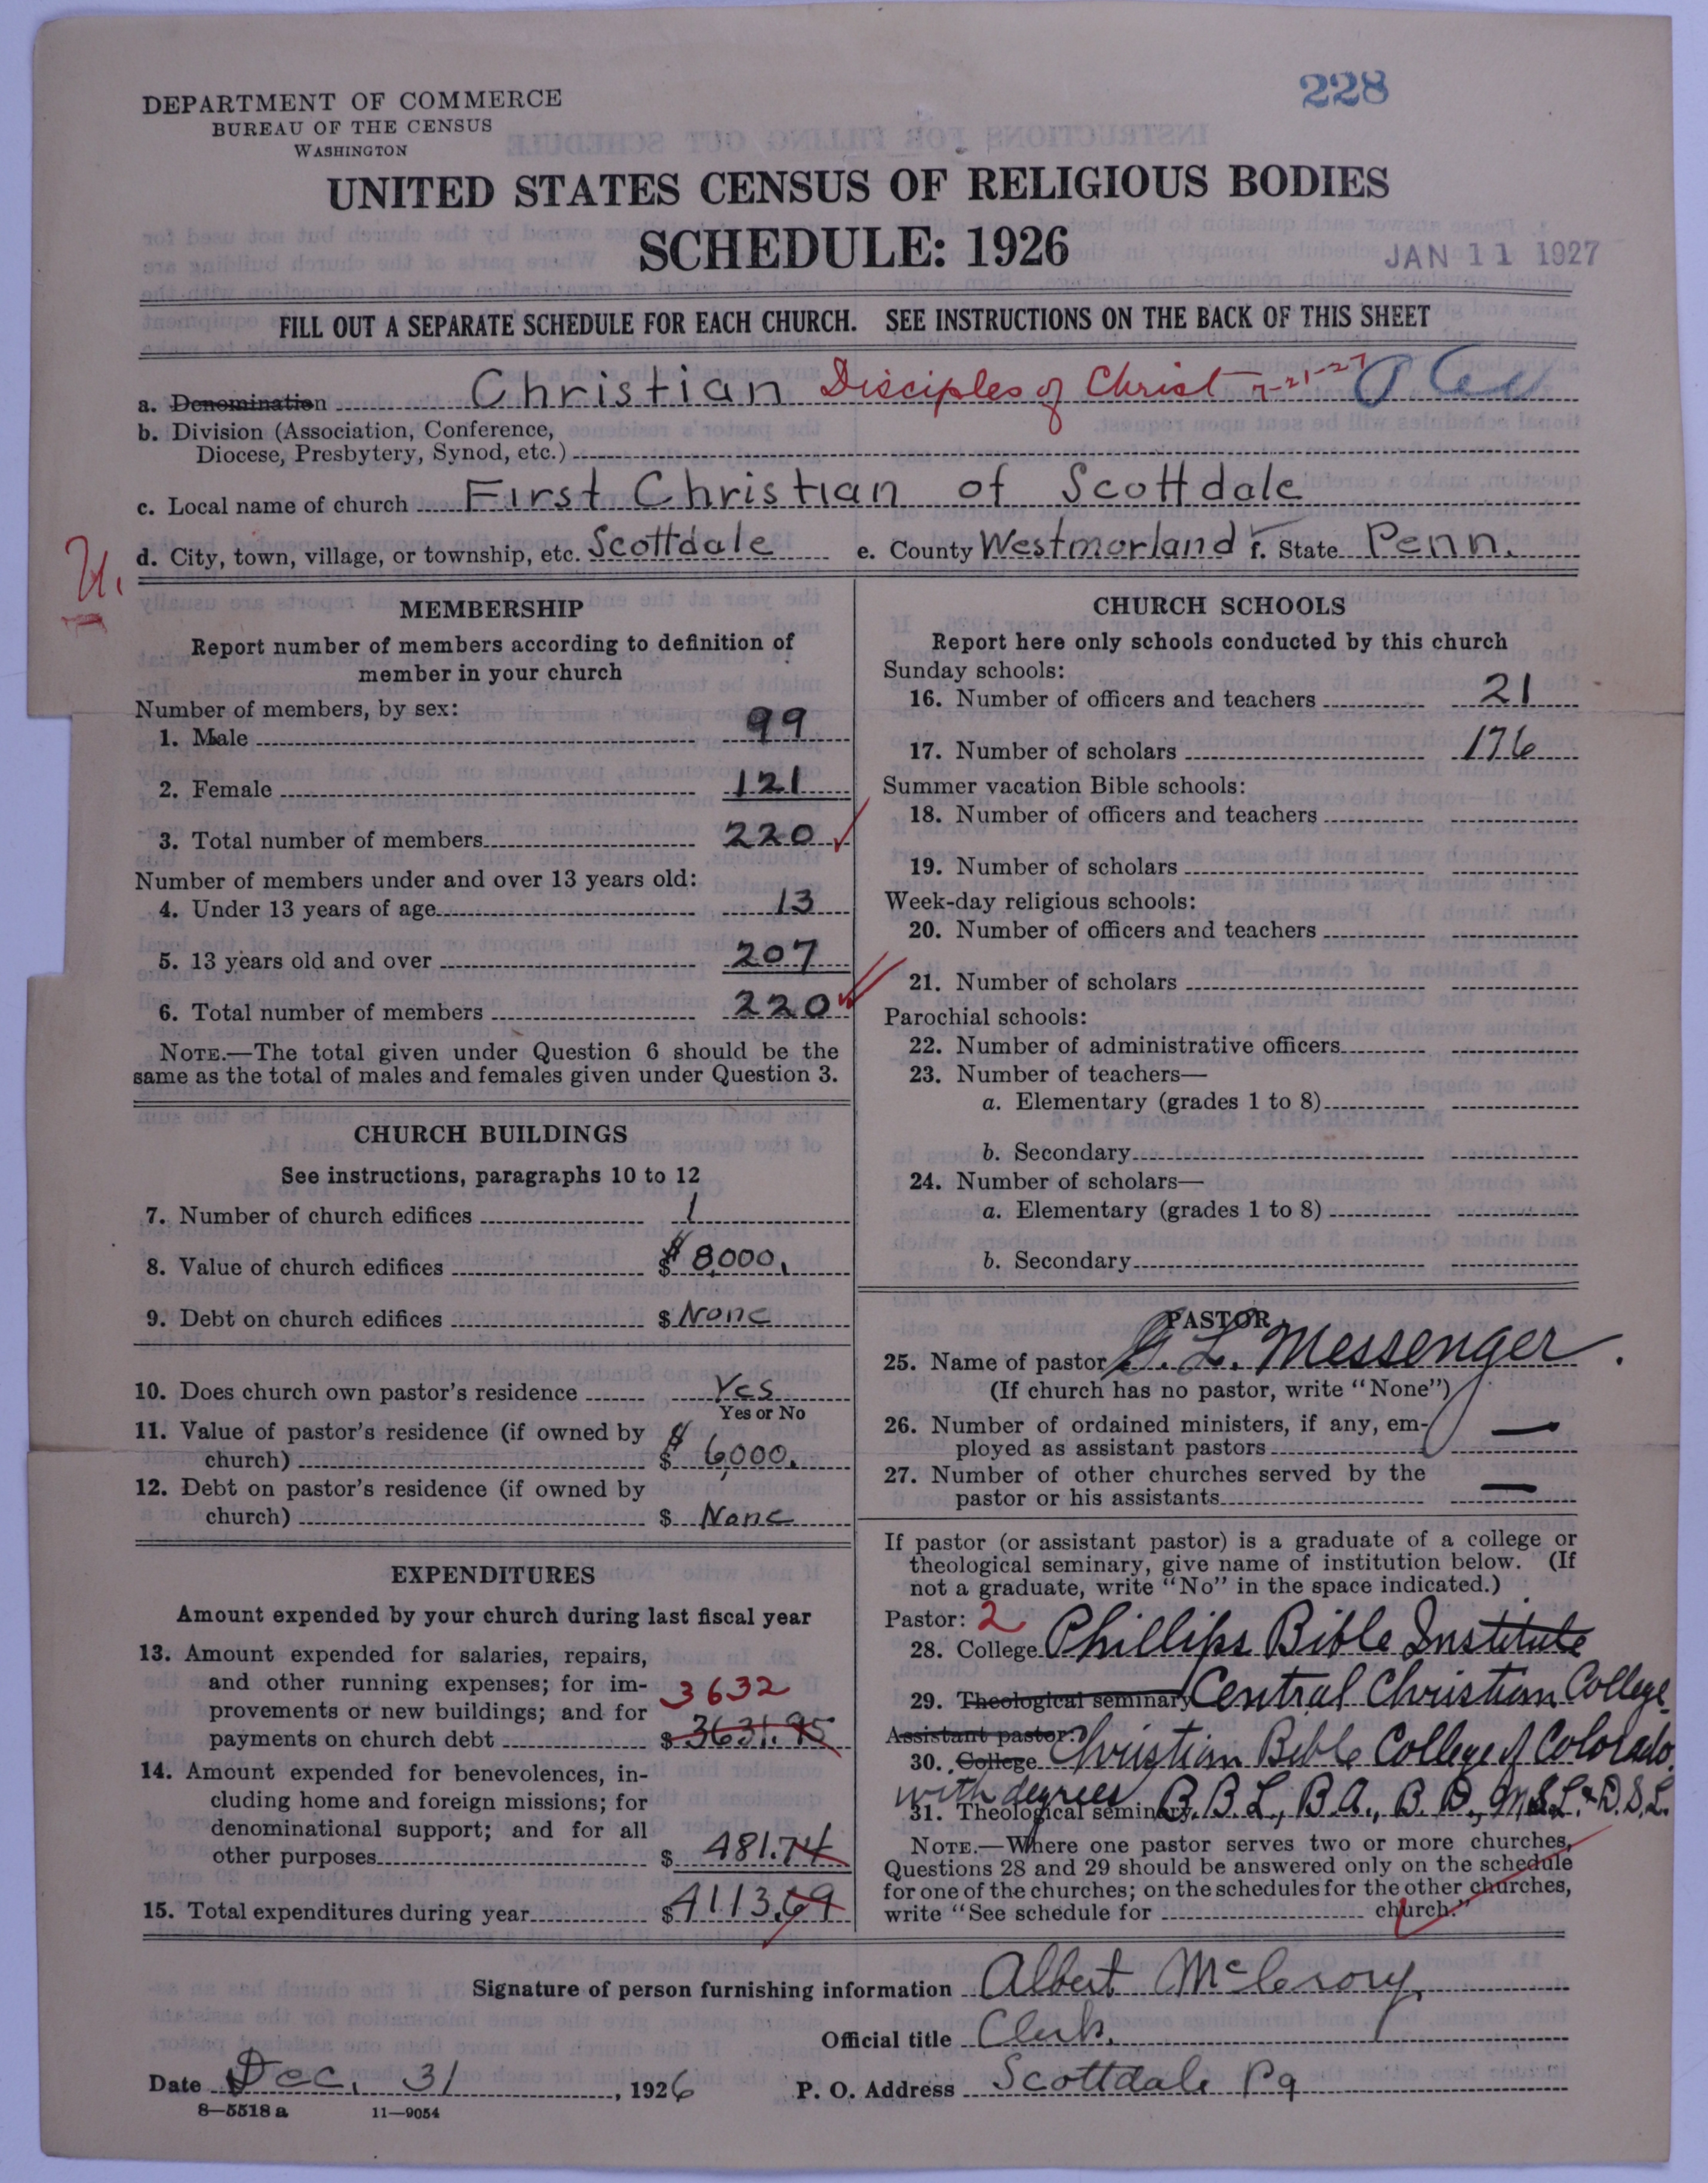 228
DEPARTMENT OF COMMERCE
BUREAU OF THE CENSUS
WASHINGTON
UNITED STATES CENSUS OF RELIGIOUS BODIES
SCHEDULE: 1926
JAN 11 1927
FILL OUT A SEPARATE SCHEDULE FOR EACH CHURCH. SEE INSTRUCTIONS ON THE BACK OF THIS SHEET
a. Denomination Christian Disciples of Christ 7-21-27
b. Division (Association, Conference,
Diocese, Presbytery, Synod, etc.)
c. Local name of church First Christian of Scottdale
d. City, town, village, or township, etc. Scottdale e. County Westmorland f. State Penn.
MEMBERSHIP
Report number of members according to definition of
member in your church
Number of members, by sex:
1. Male 99
2. Female 121
3. Total number of members 220
Number of members under and over 13 years old:
4. Under 13 years of age 13
5. 13 years old and over 207
6. Total number of members 220
NOTE.—The total given under Question 6 should be the
same as the total of males and females given under Question 3.
CHURCH BUILDINGS
See instructions, paragraphs 10 to 12
7. Number of church edifices 1
8. Value of church edifices $ $8,000.
9. Debt on church edifices $ None
10. Does church own pastor's residence Yes
Yes or No
11. Value of pastor's residence (if owned by
church) $ $6,000.
12. Debt on pastor's residence (if owned by
church) $ None
EXPENDITURES
Amount expended by your church during last fiscal year
13. Amount expended for salaries, repairs,
and other running expenses; for im-
provements or new buildings; and for 3632
payments on church debt $ 3631.95
14. Amount expended for benevolences, in-
cluding home and foreign missions; for
denominational support; and for all
other purposes $ 481.74
15. Total expenditures during year $ 4113.69
CHURCH SCHOOLS
Report here only schools conducted by this church
Sunday schools:
16. Number of officers and teachers 21
17. Number of scholars 176
Summer vacation Bible schools:
18. Number of officers and teachers
19. Number of scholars
Week-day religious schools:
20. Number of officers and teachers
21. Number of scholars
Parochial schools:
22. Number of administrative officers
23. Number of teachers—
a. Elementary (grades 1 to 8)
b. Secondary
24. Number of scholars—
a. Elementary (grades 1 to 8)
b. Secondary
PASTOR
25. Name of pastor L. Messenger.
(If church has no pastor, write "None")
26. Number of ordained ministers, if any, em-
ployed as assistant pastors —
27. Number of other churches served by the
pastor or his assistants —
If pastor (or assistant pastor) is a graduate of a college or
theological seminary, give name of institution below. (If
not a graduate, write "No" in the space indicated.)
Pastor: 2
28. College Phillips Bible Institute
29. Theological seminary Central Christian College
Assistant pastor:
30. College Christian Bible College of Colorado.
with degrees
31. Theological seminary B.B.L., B.A., B.D., M.S.L. & D.S.L.
NOTE.—Where one pastor serves two or more churches,
Questions 28 and 29 should be answered only on the schedule
for one of the churches; on the schedules for the other churches,
write "See schedule for church."
Signature of person furnishing information Albert McClerory
Official title Clerk.
Date Dec. 31, 1926 P. O. Address Scottdale Pa
8—5518 a 11—9054